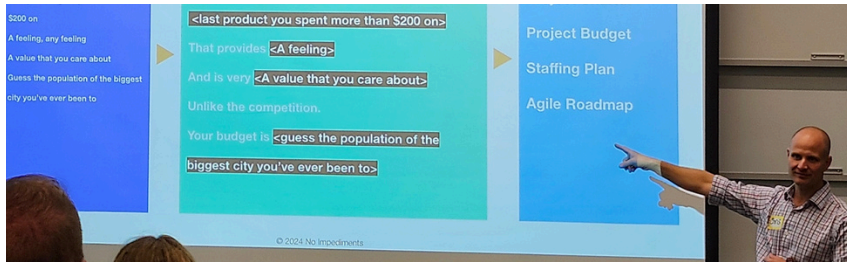 $200 on
A feeling, any feeling
A value that you care about
Guess the population of the biggest
city you've ever been to
<last product you spent more than $200 on>
That provides <A feeling>
And is very <A value that you care about>
Unlike the competition.
Your budget is <guess the population of the
biggest city you've ever been to>
Project Budget
Staffing Plan
Agile Roadmap
© 2024 No Impediments